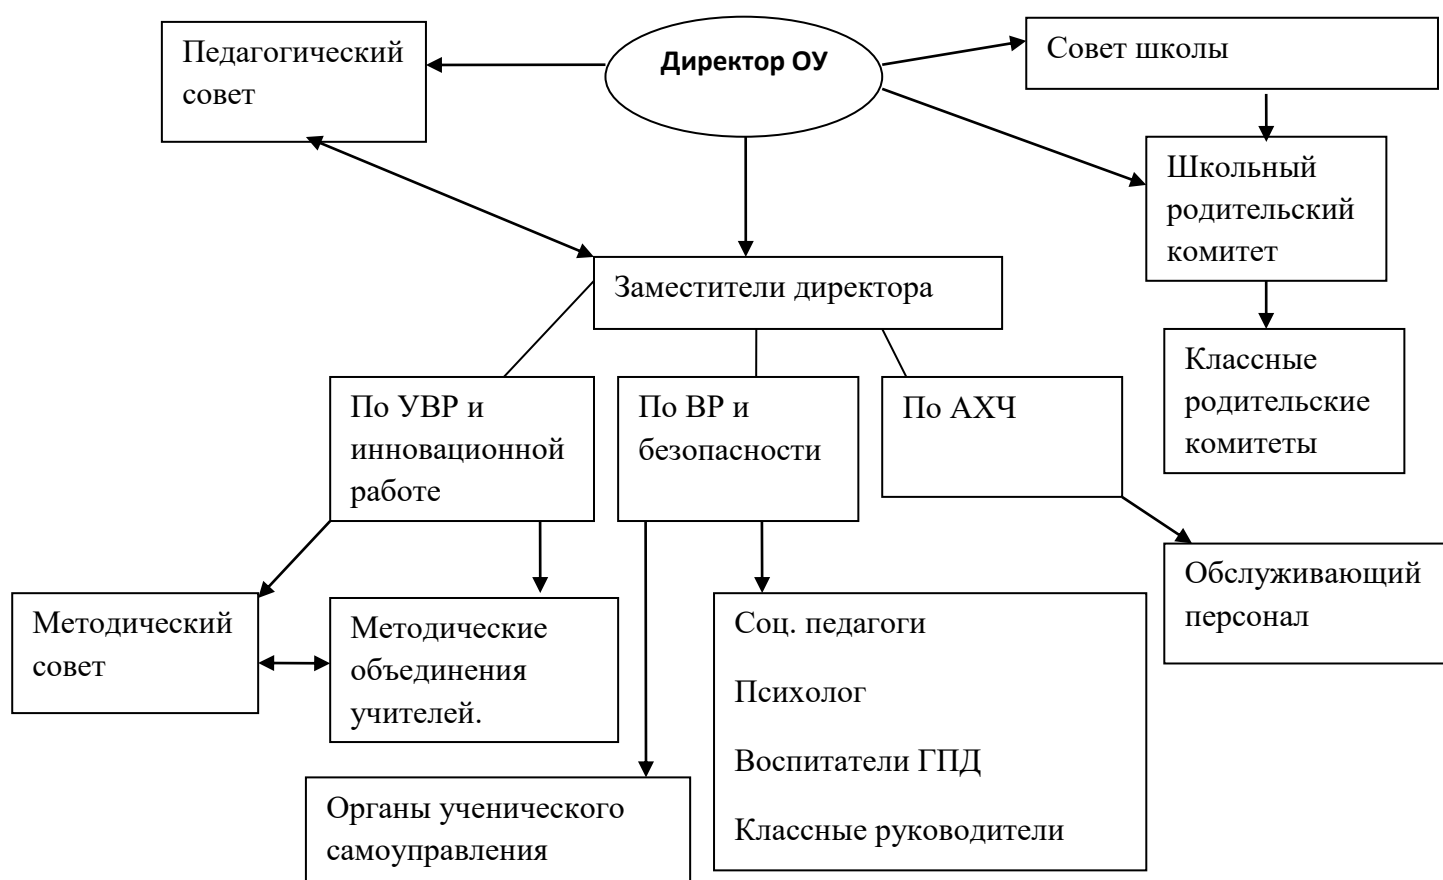 Педагогический
совет
Директор ОУ
Совет школы
Школьный
родительский
комитет
Заместители директора
Классные
родительские
комитеты
По УВР и
инновационной
работе
По ВР и
безопасности
По АХЧ
Обслуживающий
персонал
Методический
совет
Методические
объединения
учителей.
Соц. педагоги
Психолог
Воспитатели ГПД
Классные руководители
Органы ученического
самоуправления